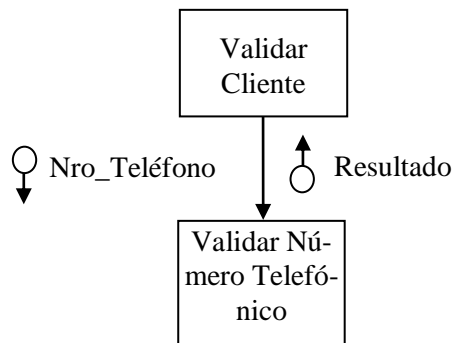 Validar
Cliente
Nro_Teléfono
Resultado
Validar Nú-
mero Telefó-
nico